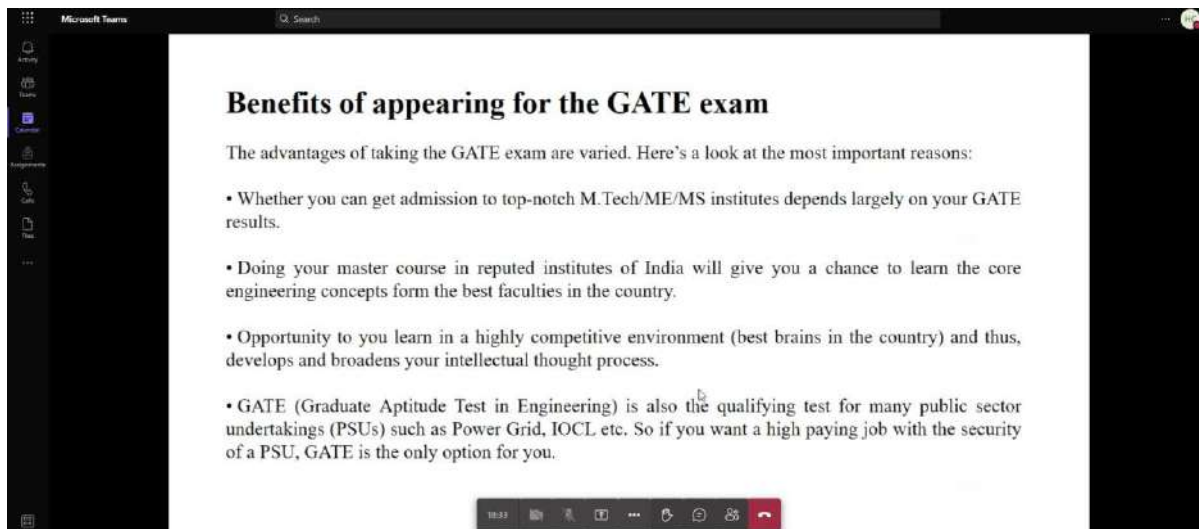 Microsoft Teams
Search
Activity
Teams
Calendar
Assignments
Calls
Files
Benefits of appearing for the GATE exam
The advantages of taking the GATE exam are varied. Here’s a look at the most important reasons:
• Whether you can get admission to top-notch M.Tech/ME/MS institutes depends largely on your GATE
results.
• Doing your master course in reputed institutes of India will give you a chance to learn the core
engineering concepts form the best faculties in the country.
• Opportunity to you learn in a highly competitive environment (best brains in the country) and thus,
develops and broadens your intellectual thought process.
• GATE (Graduate Aptitude Test in Engineering) is also the qualifying test for many public sector
undertakings (PSUs) such as Power Grid, IOCL etc. So if you want a high paying job with the security
of a PSU, GATE is the only option for you.